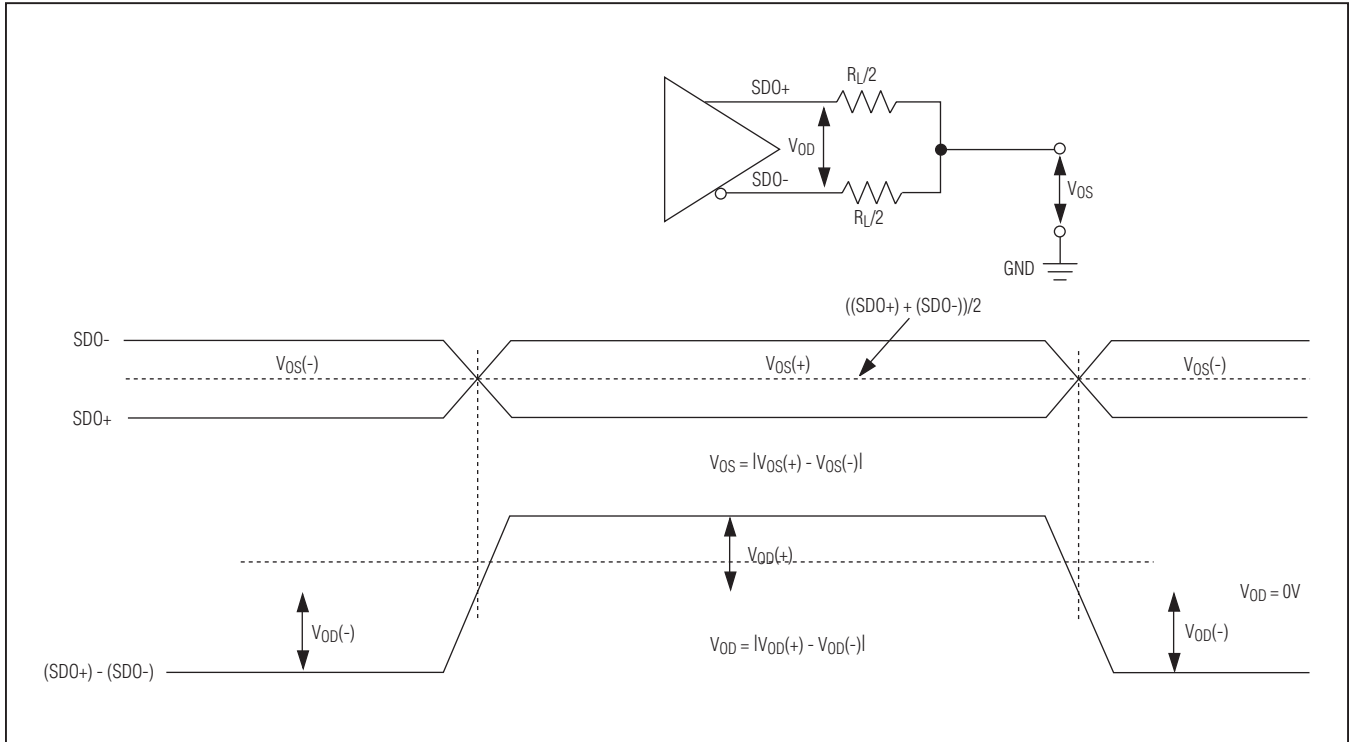 R_L/2
SDO+
V_OD
SDO-
R_L/2
V_OS
GND
((SDO+) + (SDO-))/2
SDO-
V_OS(-)
V_OS(+)
V_OS(-)
SDO+
V_OS = |V_OS(+) - V_OS(-)|
V_OD(+)
V_OD = 0V
V_OD(-)
V_OD(-)
V_OD = |V_OD(+) - V_OD(-)|
(SDO+) - (SDO-)